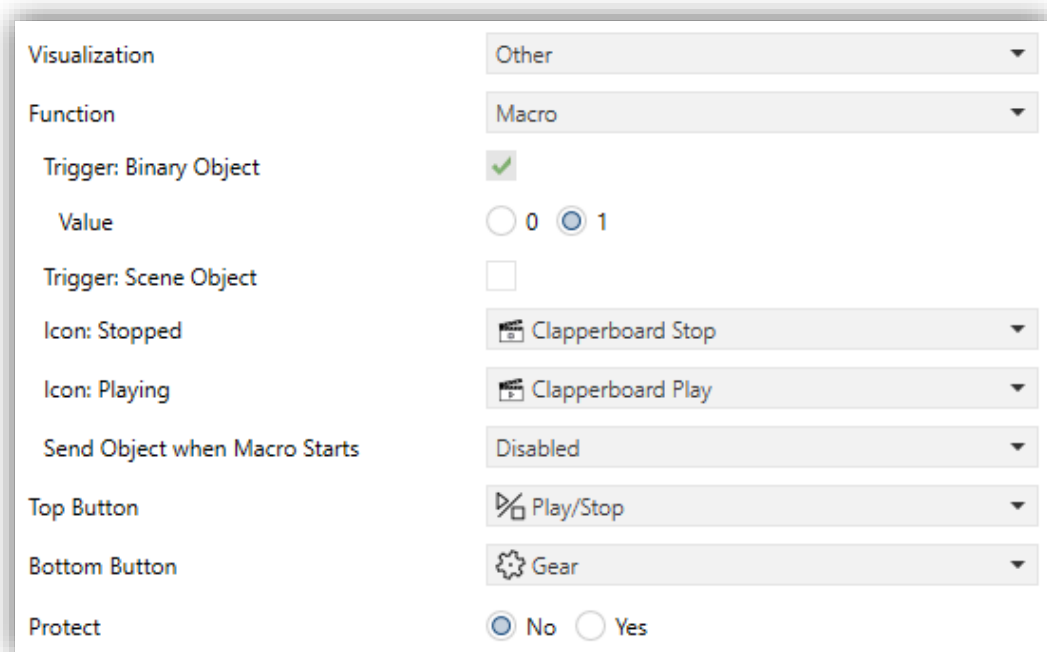 Visualization Other
Function Macro
Trigger: Binary Object
Value 0 1
Trigger: Scene Object
Icon: Stopped Clapperboard Stop
Icon: Playing Clapperboard Play
Send Object when Macro Starts Disabled
Top Button Play/Stop
Bottom Button Gear
Protect No Yes